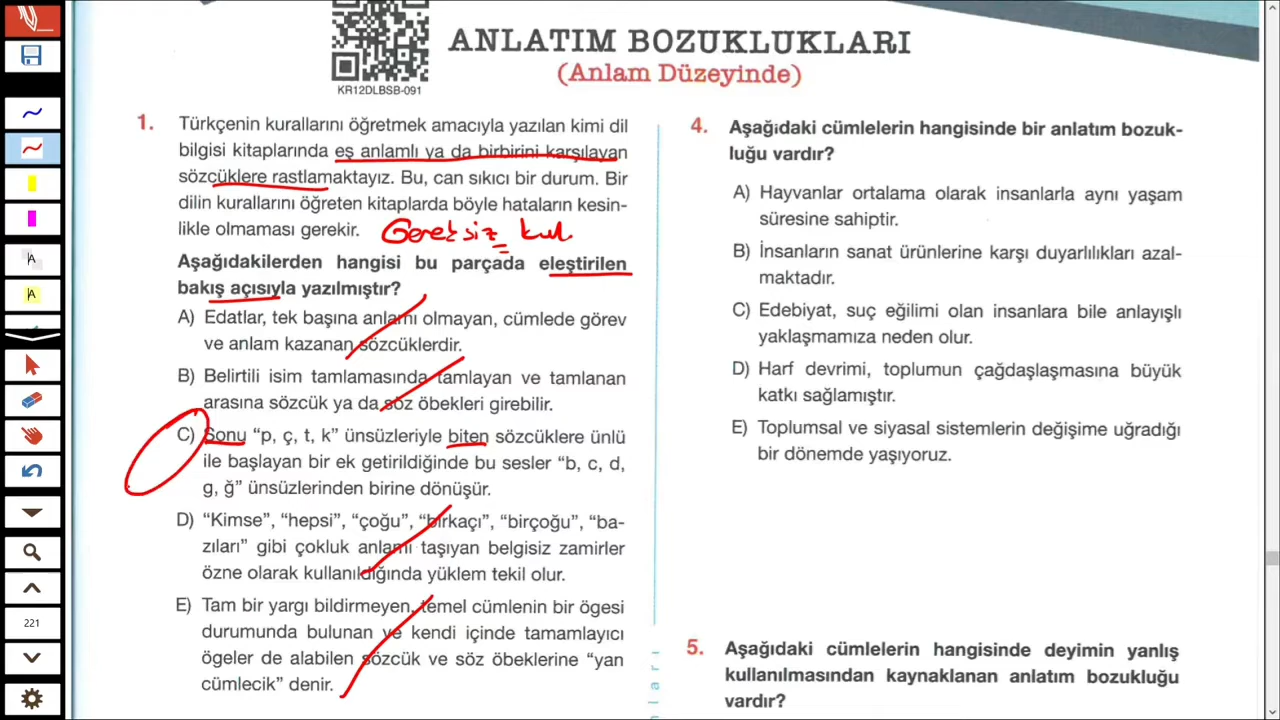 ANLATIM BOZUKLUKLARI
(Anlam Düzeyinde)
KR12DLBSB-091
1. Türkçenin kurallarını öğretmek amacıyla yazılan kimi dil
bilgisi kitaplarında eş anlamlı ya da birbirini karşılayan
sözcüklere rastlamaktayız. Bu, can sıkıcı bir durum. Bir
dilin kurallarını öğreten kitaplarda böyle hataların kesin-
likle olmaması gerekir.
Gereksiz kul.
Aşağıdakilerden hangisi bu parçada eleştirilen
bakış açısıyla yazılmıştır?
A) Edatlar, tek başına anlamı olmayan, cümlede görev
ve anlam kazanan sözcüklerdir.
B) Belirtili isim tamlamasında tamlayan ve tamlanan
arasına sözcük ya da söz öbekleri girebilir.
C) Sonu “p, ç, t, k” ünsüzleriyle biten sözcüklere ünlü
ile başlayan bir ek getirildiğinde bu sesler “b, c, d,
g, ğ” ünsüzlerinden birine dönüşür.
D) “Kimse”, “hepsi”, “çoğu”, “birkaçı”, “birçoğu”, “ba-
zıları” gibi çokluk anlamı taşıyan belgisiz zamirler
özne olarak kullanıldığında yüklem tekil olur.
E) Tam bir yargı bildirmeyen, temel cümlenin bir ögesi
durumunda bulunan ve kendi içinde tamamlayıcı
ögeler de alabilen sözcük ve söz öbeklerine “yan
cümlecik” denir.
4. Aşağıdaki cümlelerin hangisinde bir anlatım bozuk-
luğu vardır?
A) Hayvanlar ortalama olarak insanlarla aynı yaşam
süresine sahiptir.
B) İnsanların sanat ürünlerine karşı duyarlılıkları azal-
maktadır.
C) Edebiyat, suç eğilimi olan insanlara bile anlayışlı
yaklaşmamıza neden olur.
D) Harf devrimi, toplumun çağdaşlaşmasına büyük
katkı sağlamıştır.
E) Toplumsal ve siyasal sistemlerin değişime uğradığı
bir dönemde yaşıyoruz.
5. Aşağıdaki cümlelerin hangisinde deyimin yanlış
kullanılmasından kaynaklanan anlatım bozukluğu
vardır?
A
A
221